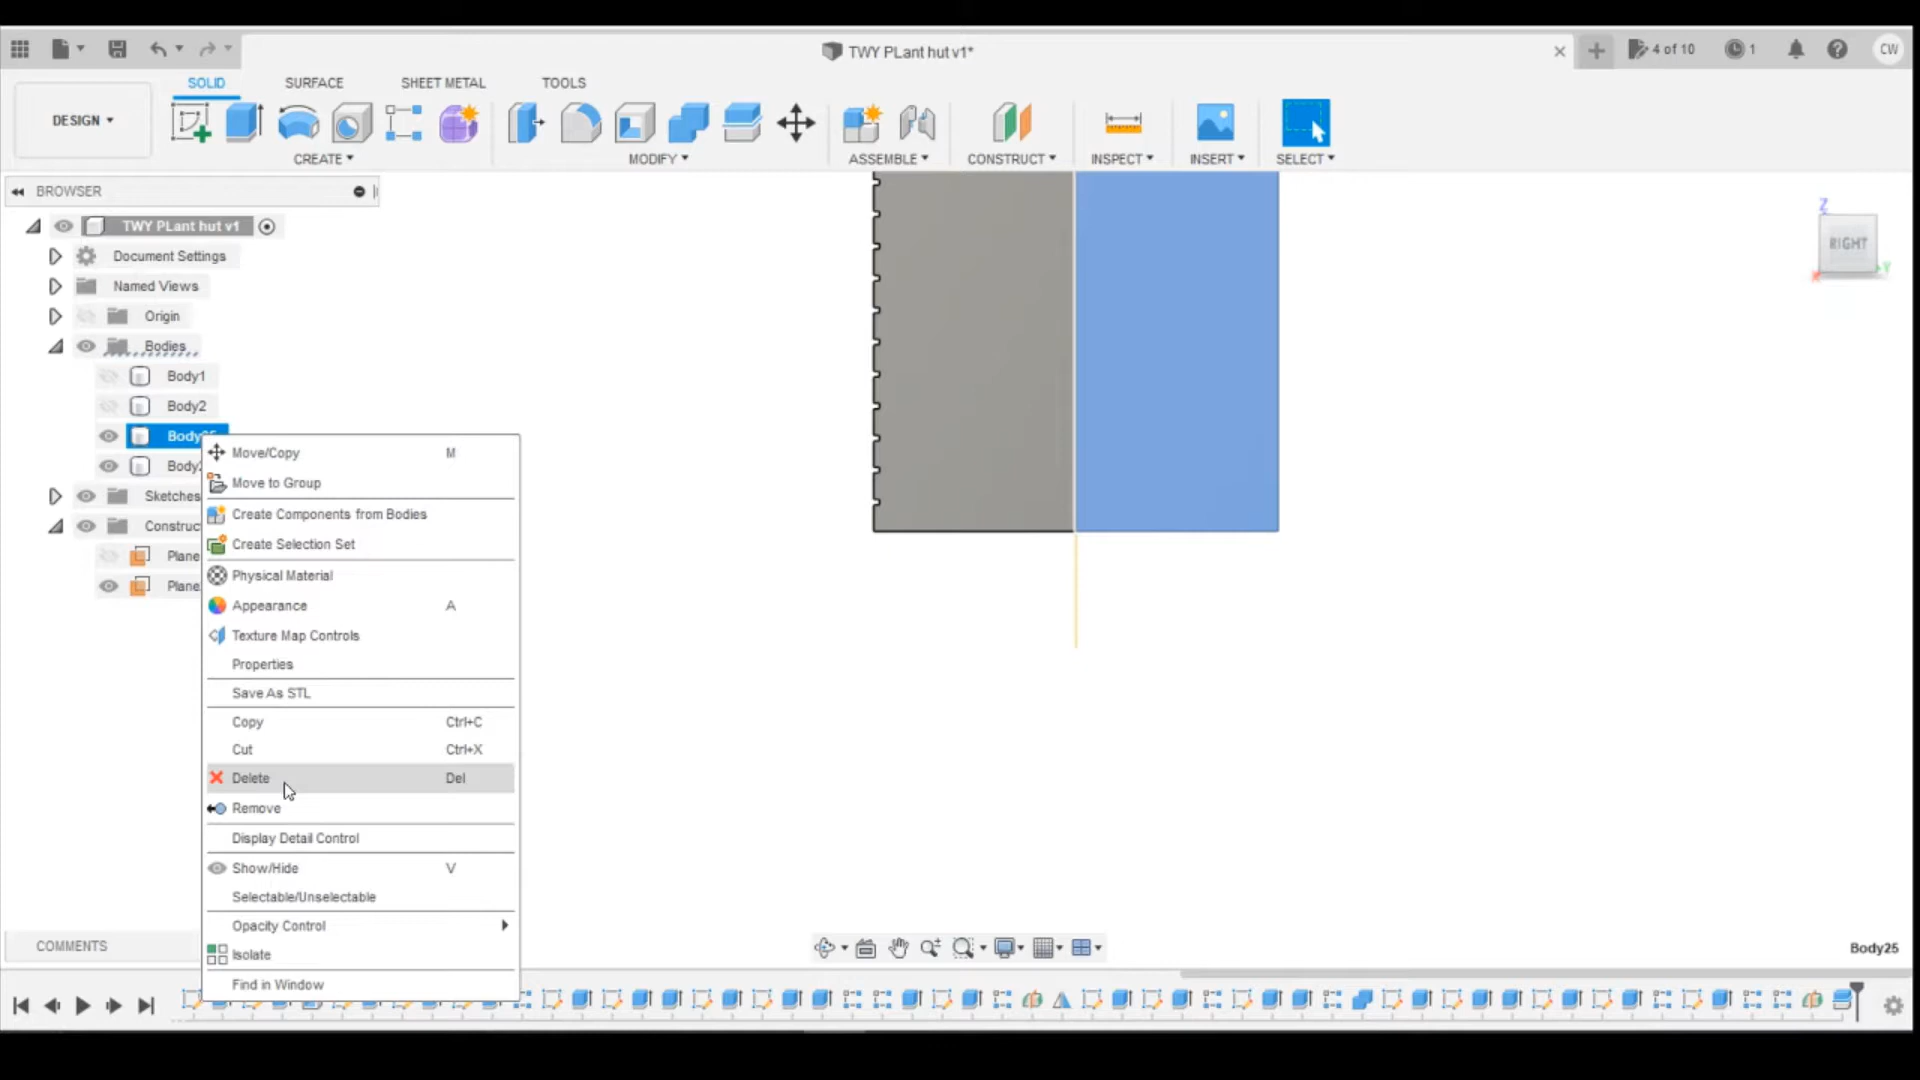 TWY PLant hut v1*
4 of 10
1
CW
DESIGN
SOLID
SURFACE
SHEET METAL
TOOLS
CREATE
MODIFY
ASSEMBLE
CONSTRUCT
INSPECT
INSERT
SELECT
BROWSER
TWY PLant hut v1
Document Settings
Named Views
Origin
Bodies
Body1
Body2
Sketches
Move/Copy M
Move to Group
Create Components from Bodies
Create Selection Set
Physical Material
Appearance A
Texture Map Controls
Properties
Save As STL
Copy Ctrl+C
Cut Ctrl+X
Delete Del
Remove
Display Detail Control
Show/Hide V
Selectable/Unselectable
Opacity Control
Isolate
Find in Window
Z
RIGHT
X
Y
COMMENTS
Body25